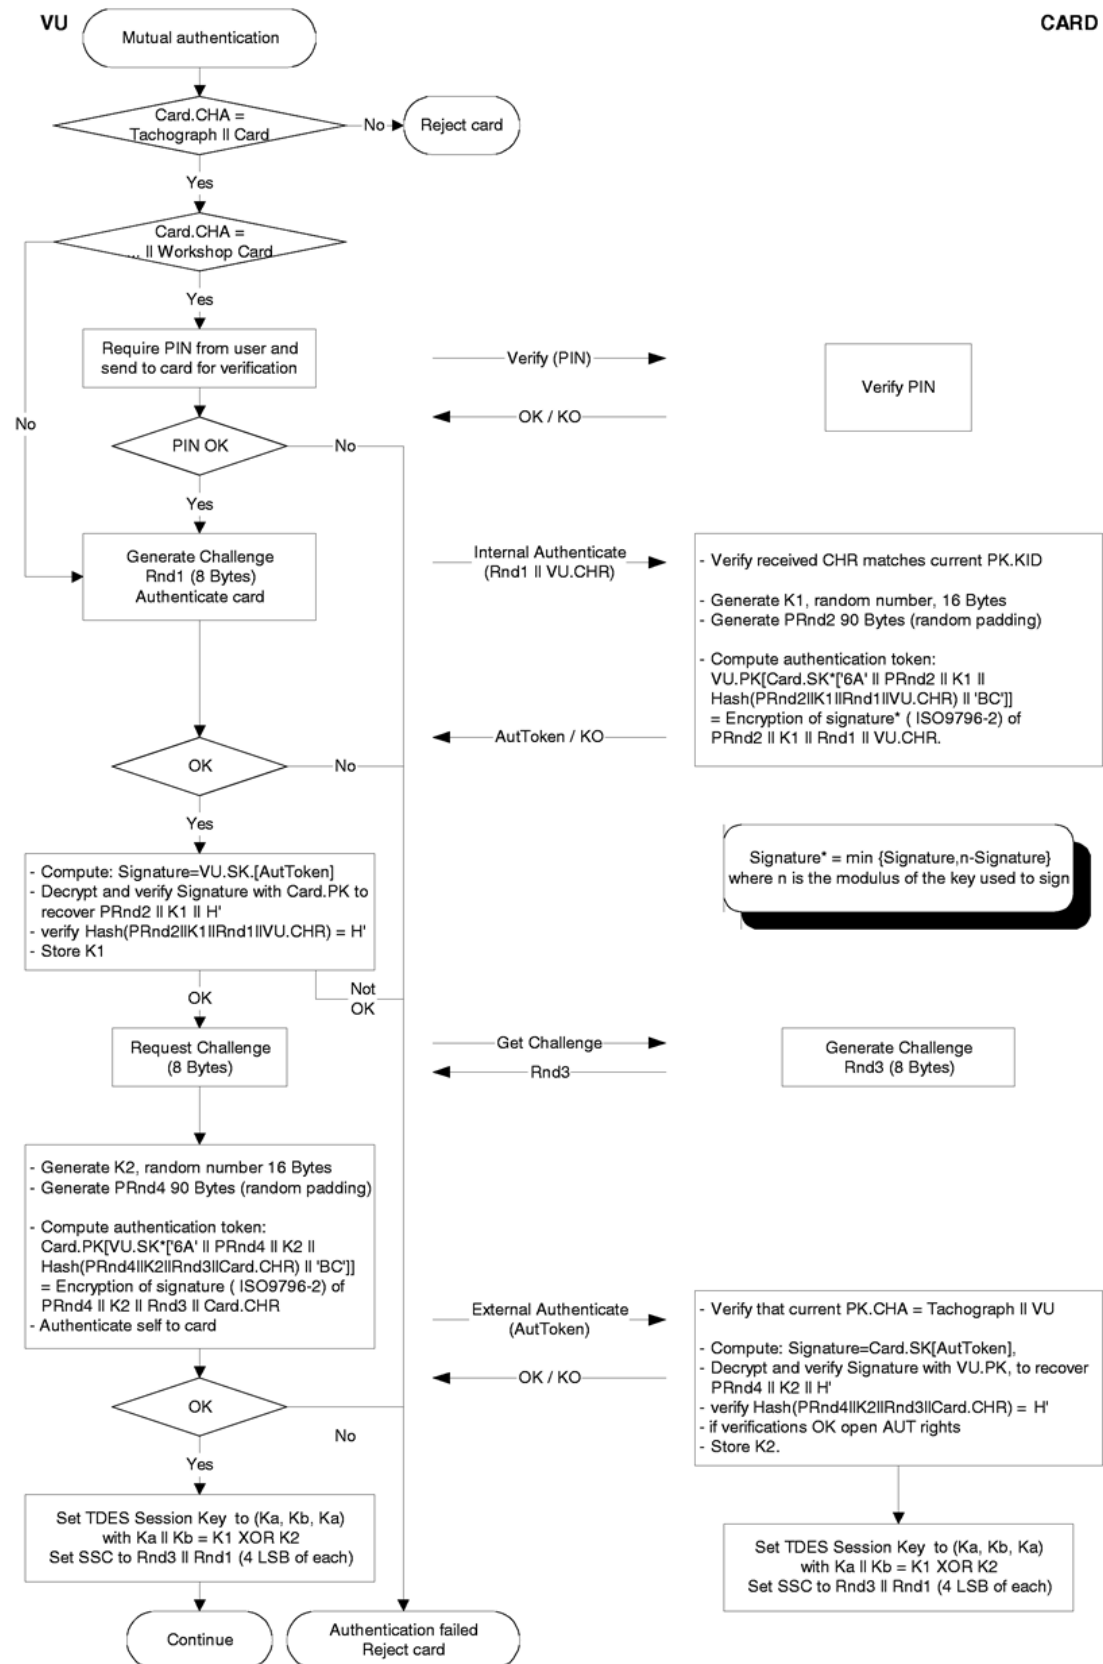 VU
CARD
Mutual authentication
Card.CHA =
Tachograph || Card
No
Reject card
Yes
Card.CHA =
... || Workshop Card
Yes
Require PIN from user and
send to card for verification
Verify (PIN)
Verify PIN
OK / KO
No
PIN OK
No
Yes
Generate Challenge
Rnd1 (8 Bytes)
Authenticate card
Internal Authenticate
(Rnd1 || VU.CHR)
- Verify received CHR matches current PK.KID
- Generate K1, random number, 16 Bytes
- Generate PRnd2 90 Bytes (random padding)
- Compute authentication token:
VU.PK[Card.SK*['6A' || PRnd2 || K1 ||
Hash(PRnd2||K1||Rnd1||VU.CHR) || 'BC']]
= Encryption of signature* ( ISO9796-2) of
PRnd2 || K1 || Rnd1 || VU.CHR.
AutToken / KO
OK
No
Yes
- Compute: Signature=VU.SK.[AutToken]
- Decrypt and verify Signature with Card.PK to
recover PRnd2 || K1 || H'
- verify Hash(PRnd2||K1||Rnd1||VU.CHR) = H'
- Store K1
Signature* = min {Signature,n-Signature}
where n is the modulus of the key used to sign
OK
Not
OK
Request Challenge
(8 Bytes)
Get Challenge
Rnd3
Generate Challenge
Rnd3 (8 Bytes)
- Generate K2, random number 16 Bytes
- Generate PRnd4 90 Bytes (random padding)
- Compute authentication token:
Card.PK[VU.SK*['6A' || PRnd4 || K2 ||
Hash(PRnd4||K2||Rnd3||Card.CHR) || 'BC']]
= Encryption of signature ( ISO9796-2) of
PRnd4 || K2 || Rnd3 || Card.CHR
- Authenticate self to card
External Authenticate
(AutToken)
- Verify that current PK.CHA = Tachograph || VU
- Compute: Signature=Card.SK[AutToken],
- Decrypt and verify Signature with VU.PK, to recover
PRnd4 || K2 || H'
- verify Hash(PRnd4||K2||Rnd3||Card.CHR) = H'
- if verifications OK open AUT rights
- Store K2.
OK / KO
OK
No
Yes
Set TDES Session Key to (Ka, Kb, Ka)
with Ka || Kb = K1 XOR K2
Set SSC to Rnd3 || Rnd1 (4 LSB of each)
Set TDES Session Key to (Ka, Kb, Ka)
with Ka || Kb = K1 XOR K2
Set SSC to Rnd3 || Rnd1 (4 LSB of each)
Continue
Authentication failed
Reject card